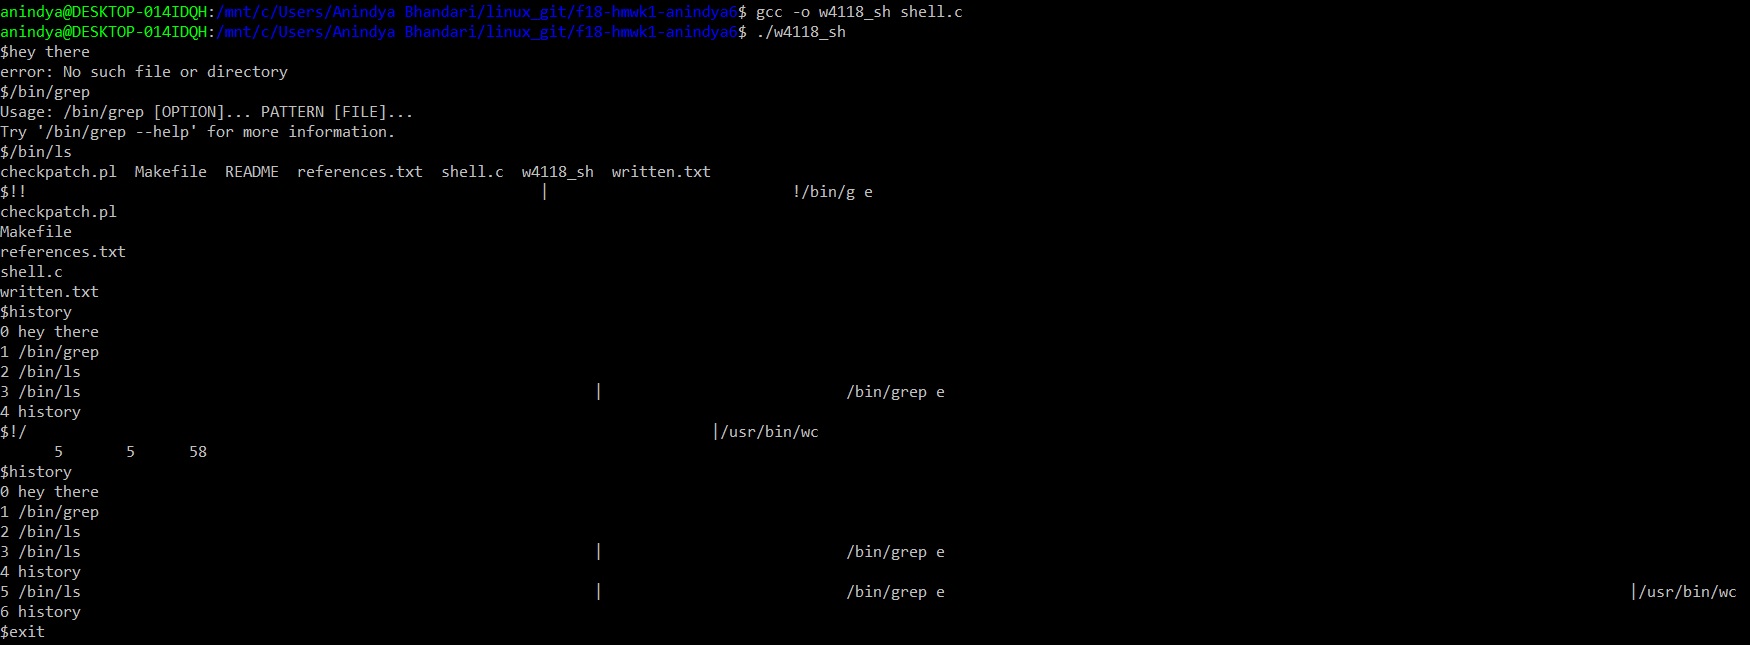 anindya@DESKTOP-014IDQH:/mnt/c/Users/Anindya Bhandari/linux_git/f18-hmwk1-anindya6$ gcc -o w4118_sh shell.c
anindya@DESKTOP-014IDQH:/mnt/c/Users/Anindya Bhandari/linux_git/f18-hmwk1-anindya6$ ./w4118_sh
$hey there
error: No such file or directory
$/bin/grep
Usage: /bin/grep [OPTION]... PATTERN [FILE]...
Try '/bin/grep --help' for more information.
$/bin/ls
checkpatch.pl  Makefile  README  references.txt  shell.c  w4118_sh  written.txt
$!!                                                         |                           !/bin/g e
checkpatch.pl
Makefile
references.txt
shell.c
written.txt
$history
0 hey there
1 /bin/grep
2 /bin/ls
3 /bin/ls                                                         |                           /bin/grep e
4 history
$!/                                                                            |/usr/bin/wc
      5       5      58
$history
0 hey there
1 /bin/grep
2 /bin/ls
3 /bin/ls                                                         |                           /bin/grep e
4 history
5 /bin/ls                                                         |                           /bin/grep e                                                                            |/usr/bin/wc
6 history
$exit